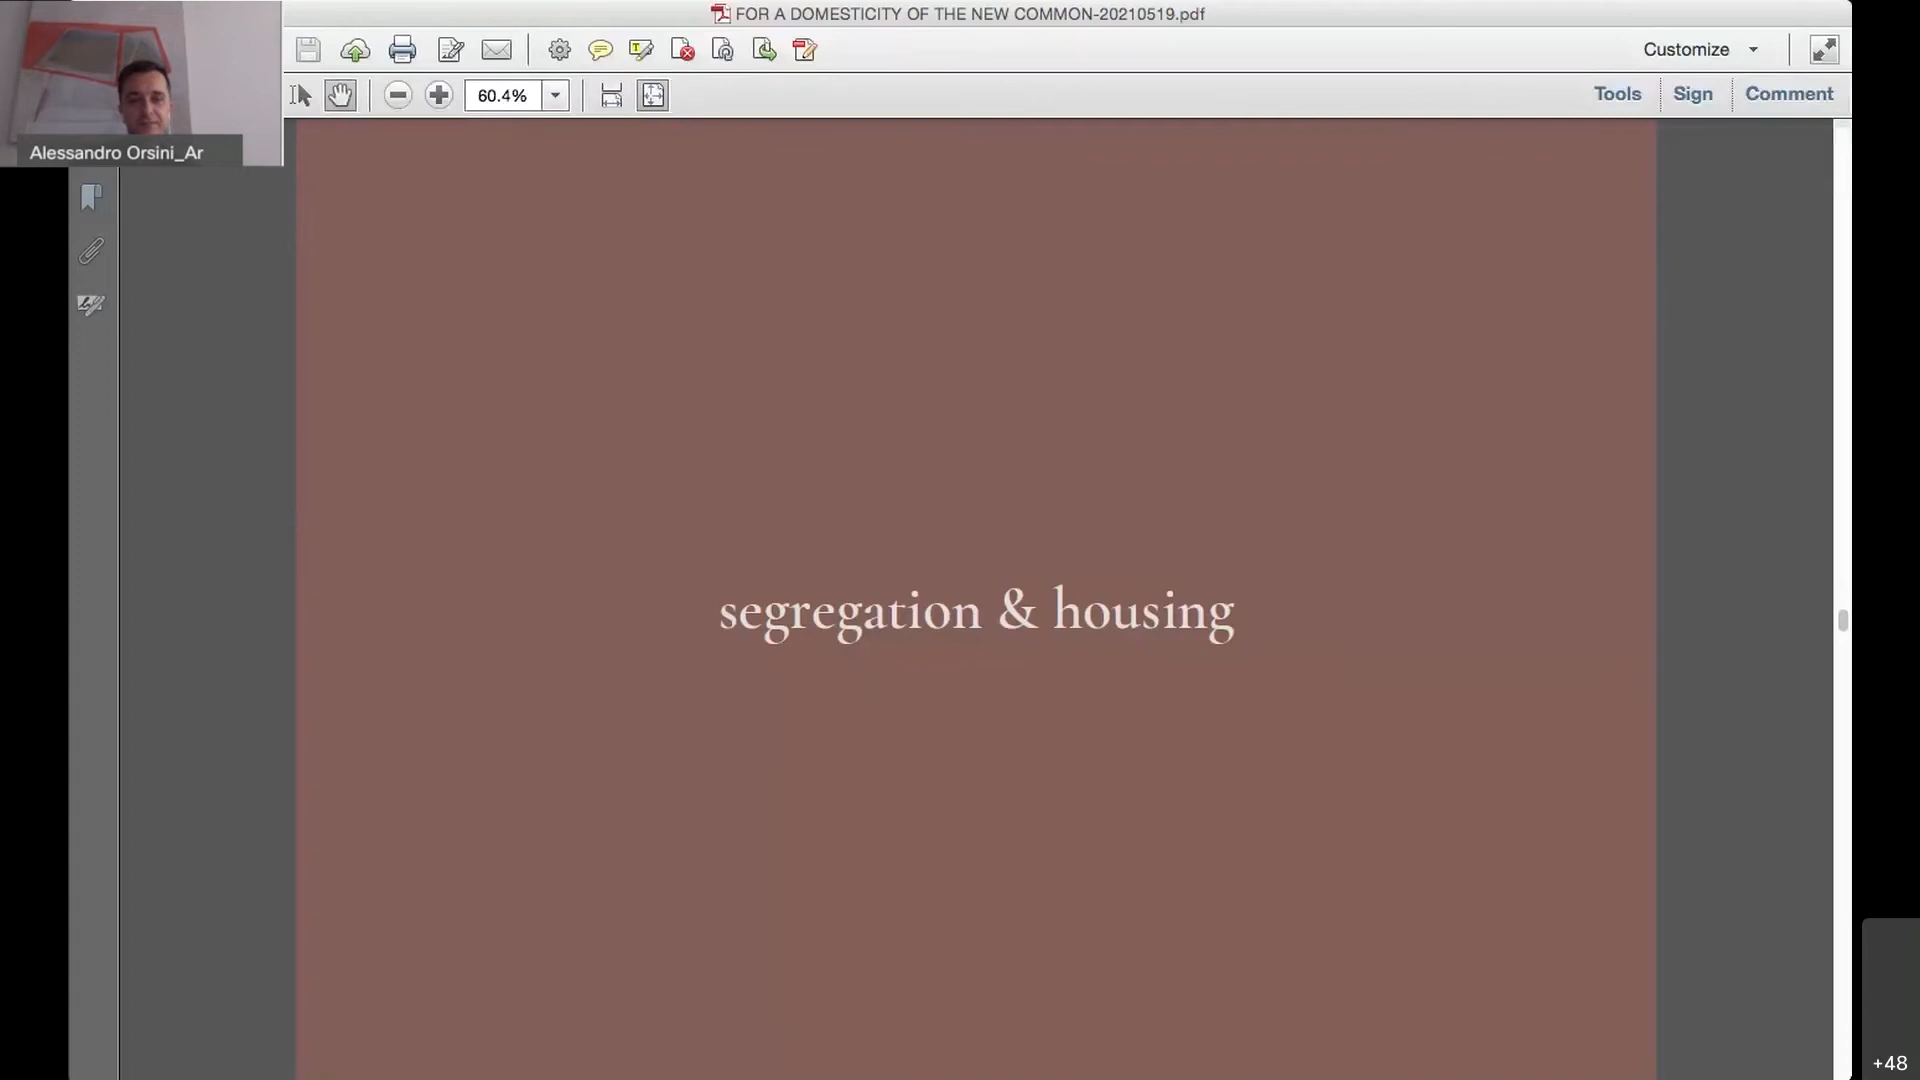 FOR A DOMESTICITY OF THE NEW COMMON-20210519.pdf
Customize
60.4%
Tools
Sign
Comment
Alessandro Orsini_Ar
segregation & housing
+48